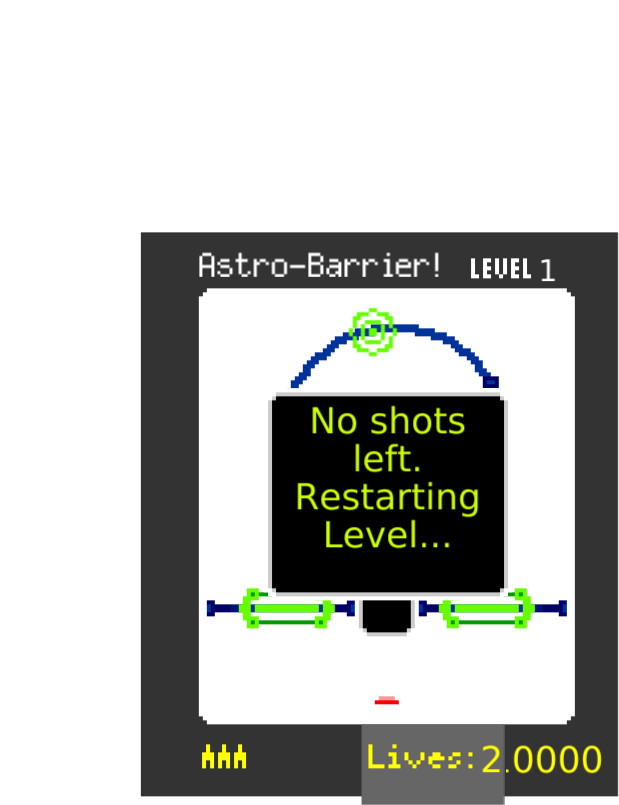 Astro-Barrier! LEVEL 1
No shots
left.
Restarting
Level...
Lives:2.0000